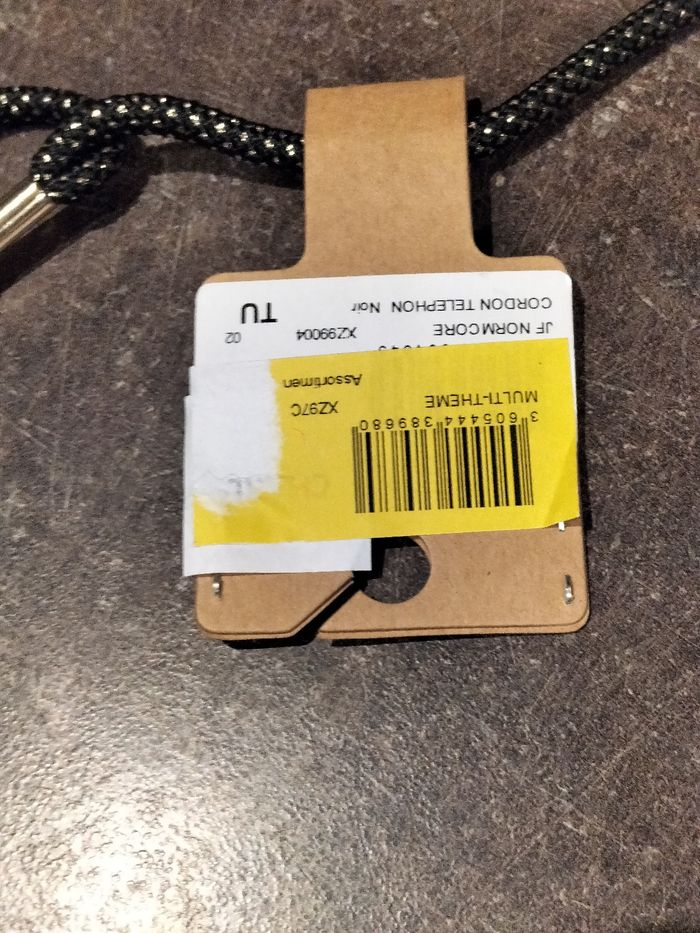 3 605444 389680
MULTI-THEME XZ97C
Assortimen
JF NORMCORE XZ99004 02
CORDON TELEPHON Noir TU